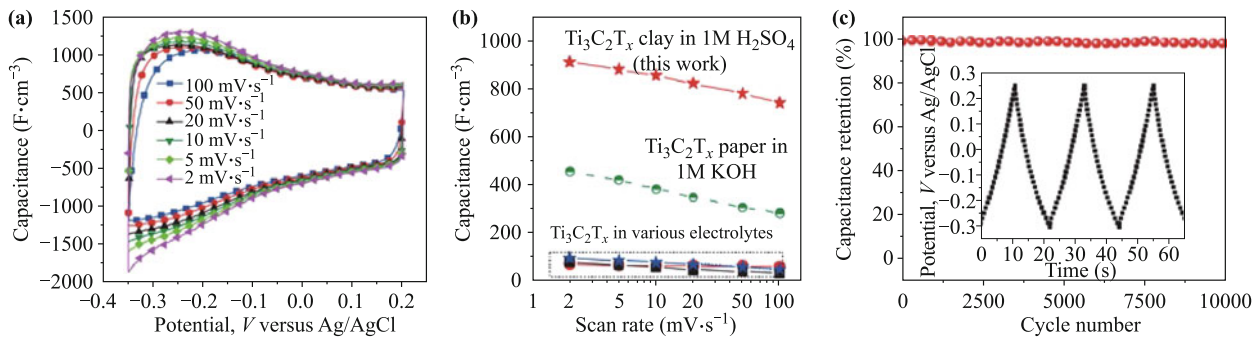 (a)
1500
1000
500
0
−500
−1000
−1500
−2000
Capacitance (F·cm⁻³)
100 mV·s⁻¹
50 mV·s⁻¹
20 mV·s⁻¹
10 mV·s⁻¹
5 mV·s⁻¹
2 mV·s⁻¹
−0.4 −0.3 −0.2 −0.1 0.0 0.1 0.2
Potential, V versus Ag/AgCl
(b)
1000
800
600
400
200
0
Capacitance (F·cm⁻³)
Ti₃C₂Tₓ clay in 1M H₂SO₄
(this work)
Ti₃C₂Tₓ paper in
1M KOH
Ti₃C₂Tₓ in various electrolytes
1 2 5 10 20 50 100
Scan rate (mV·s⁻¹)
(c)
100
80
60
40
20
0
Capacitance retention (%)
0.3
0.2
0.1
0.0
−0.1
−0.2
−0.3
Potential, V versus Ag/AgCl
0 10 20 30 40 50 60
Time (s)
0 2500 5000 7500 10000
Cycle number